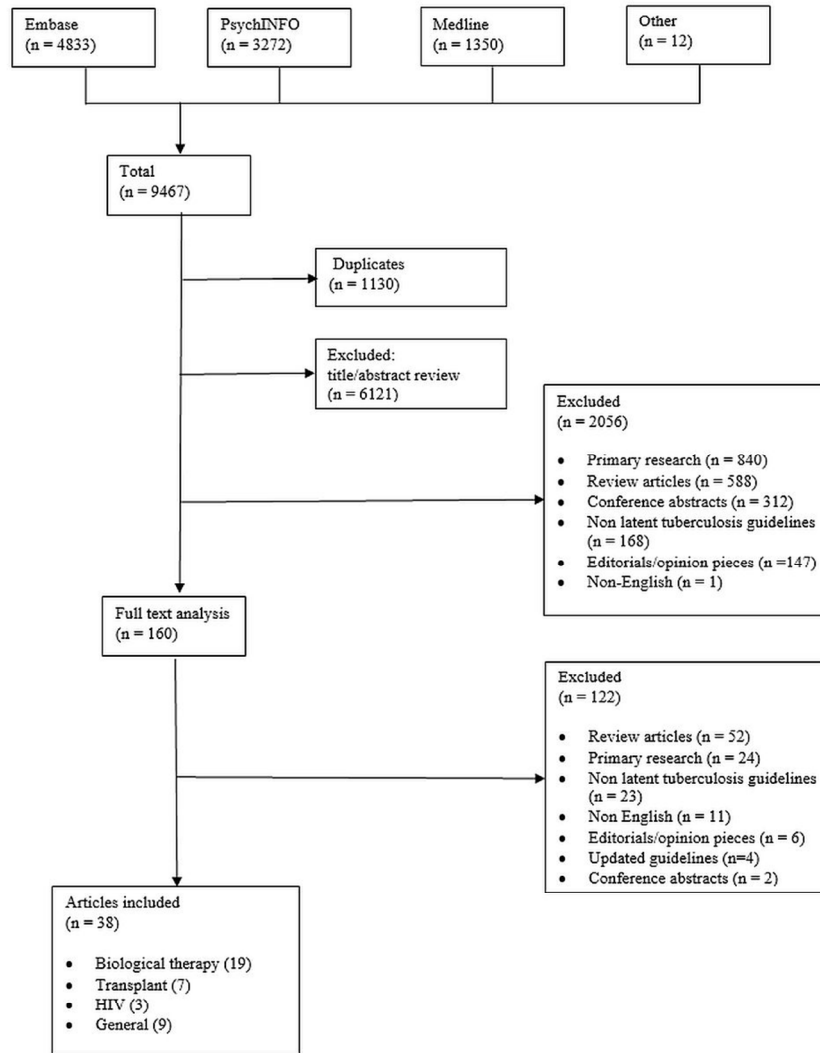 Embase
(n = 4833)
PsychINFO
(n = 3272)
Medline
(n = 1350)
Other
(n = 12)
Total
(n = 9467)
Duplicates
(n = 1130)
Excluded:
title/abstract review
(n = 6121)
Excluded
(n = 2056)
• Primary research (n = 840)
• Review articles (n = 588)
• Conference abstracts (n = 312)
• Non latent tuberculosis guidelines
(n = 168)
• Editorials/opinion pieces (n =147)
• Non-English (n = 1)
Full text analysis
(n = 160)
Excluded
(n = 122)
• Review articles (n = 52)
• Primary research (n = 24)
• Non latent tuberculosis guidelines
(n = 23)
• Non English (n = 11)
• Editorials/opinion pieces (n = 6)
• Updated guidelines (n=4)
• Conference abstracts (n = 2)
Articles included
(n = 38)
• Biological therapy (19)
• Transplant (7)
• HIV (3)
• General (9)